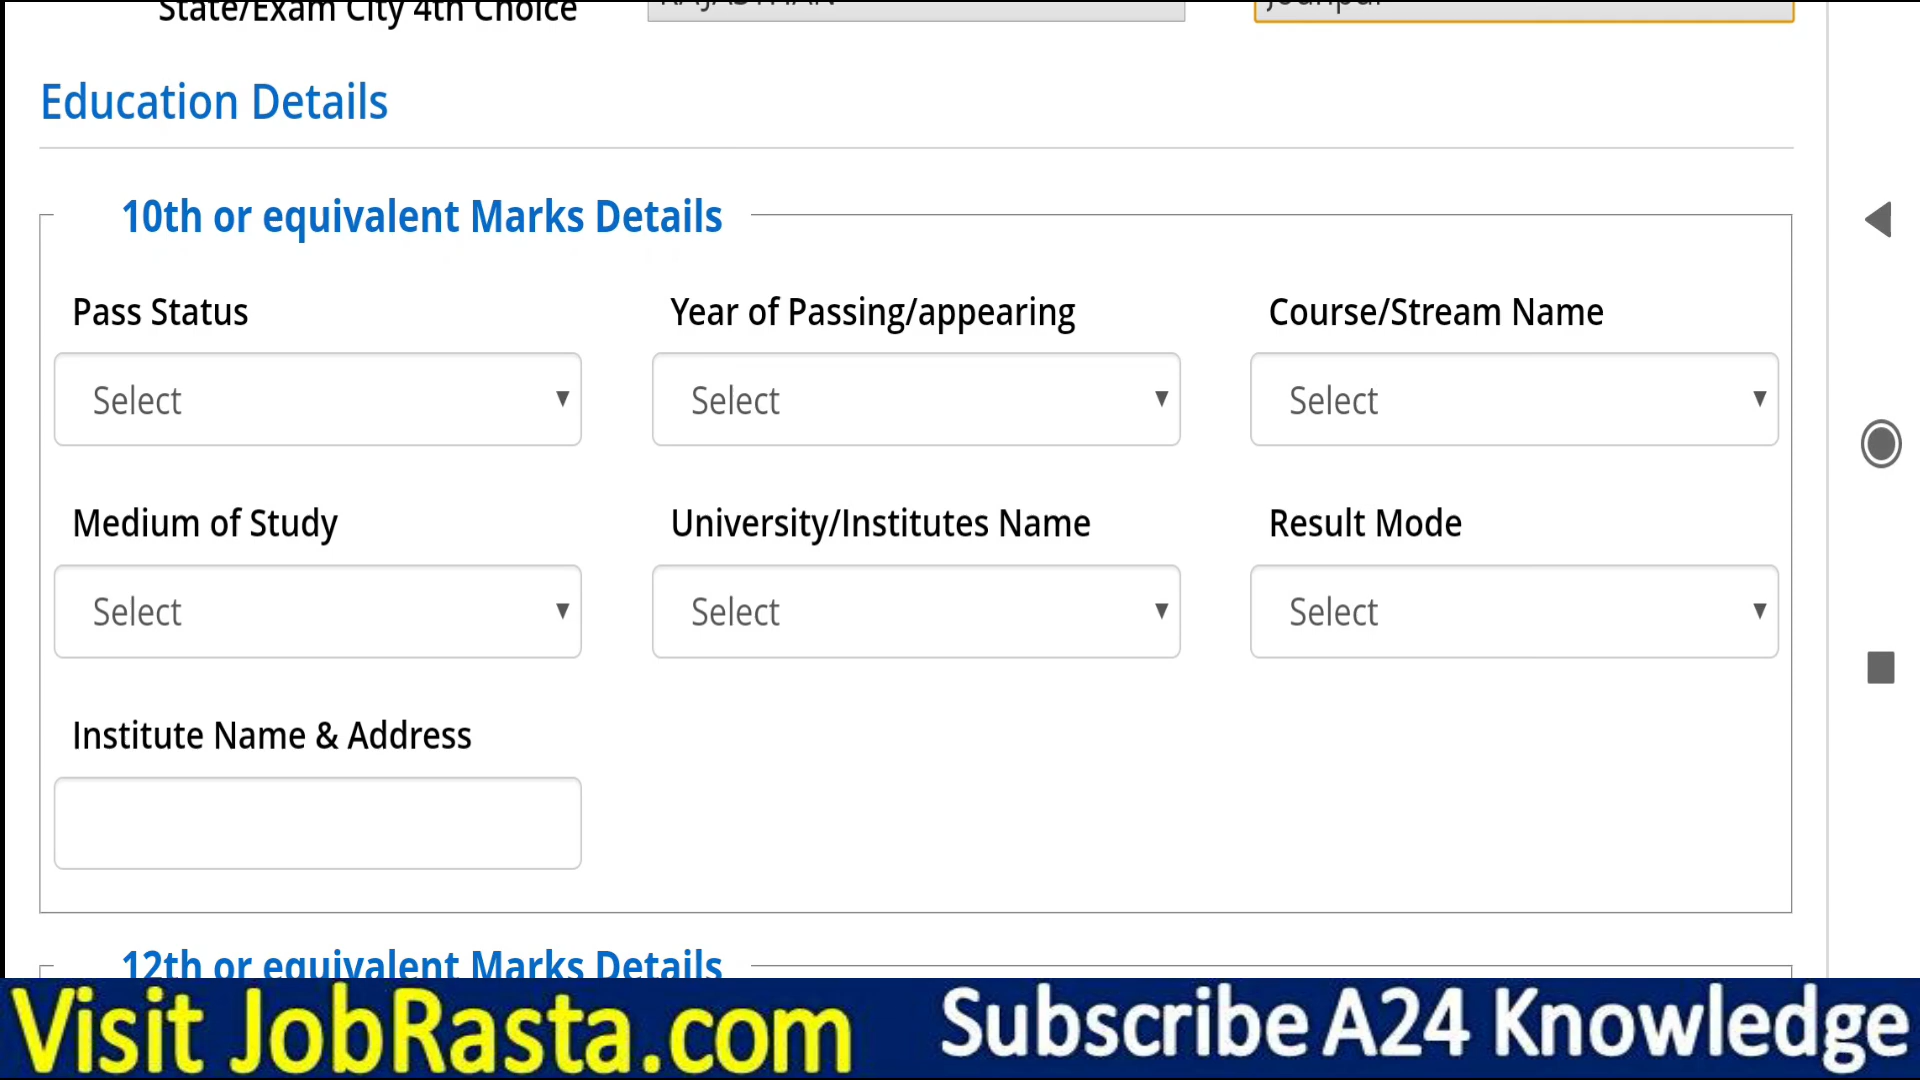 State/Exam City 4th Choice RAJASTHAN Jodhpur
Education Details
10th or equivalent Marks Details
Pass Status Year of Passing/appearing Course/Stream Name
Select Select Select
Medium of Study University/Institutes Name Result Mode
Select Select Select
Institute Name & Address
12th or equivalent Marks Details
Visit JobRasta.com Subscribe A24 Knowledge